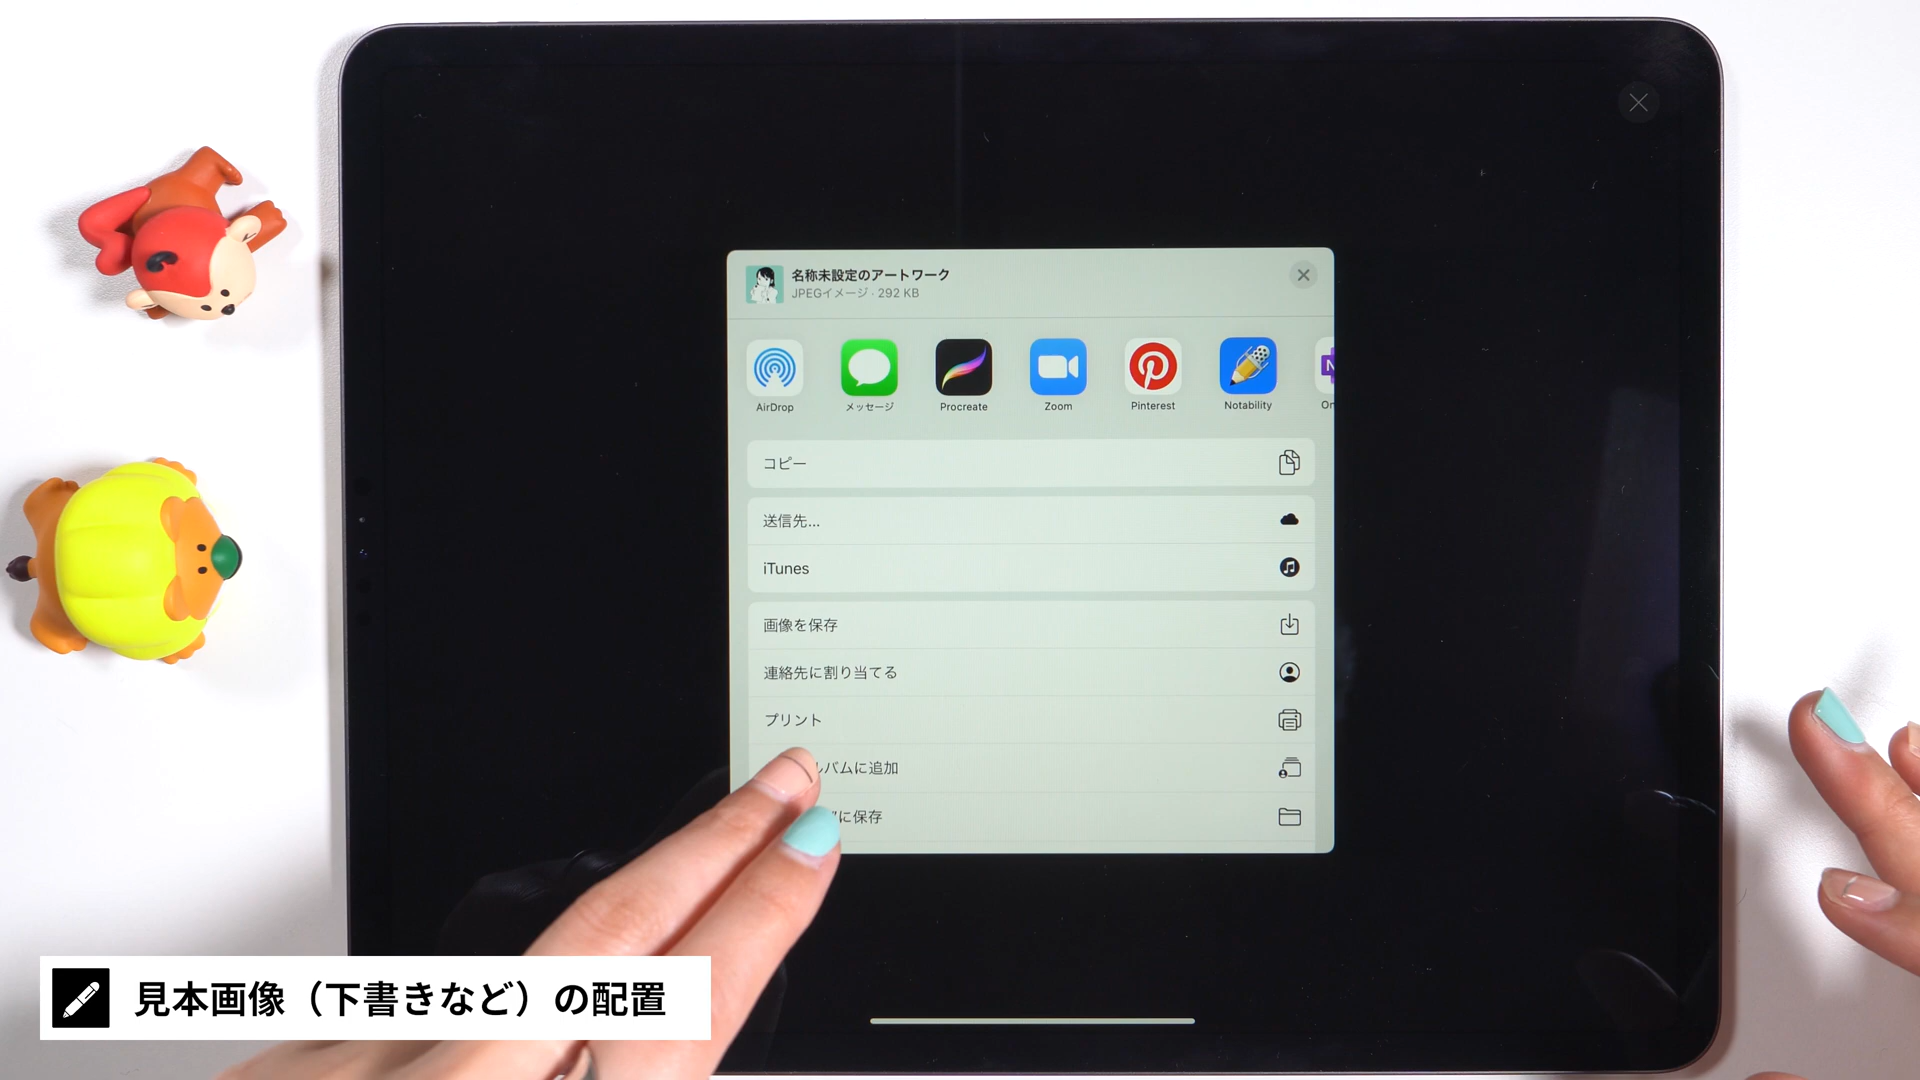 名称未設定のアートワーク
JPEGイメージ · 292 KB
AirDrop
メッセージ
Procreate
Zoom
Pinterest
Notability
コピー
送信先...
iTunes
画像を保存
連絡先に割り当てる
プリント
ルバムに追加
に保存
見本画像（下書きなど）の配置